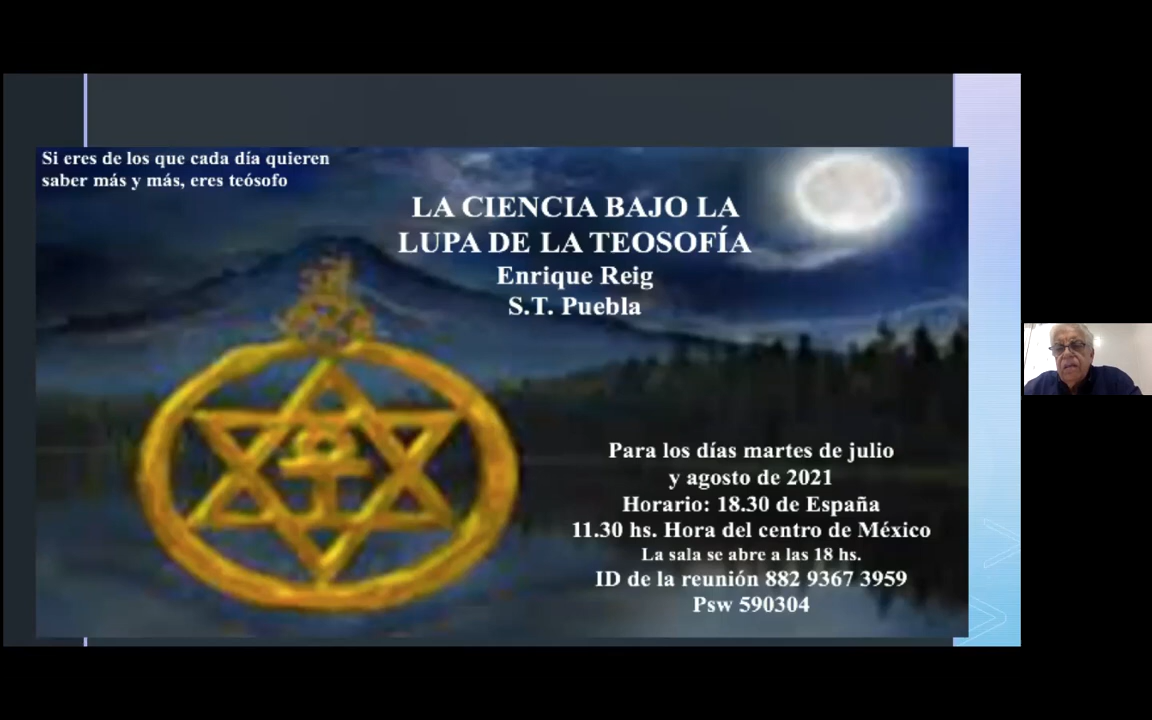 Si eres de los que cada día quieren
saber más y más, eres teósofo
LA CIENCIA BAJO LA
LUPA DE LA TEOSOFÍA
Enrique Reig
S.T. Puebla
Para los días martes de julio
y agosto de 2021
Horario: 18.30 de España
11.30 hs. Hora del centro de México
La sala se abre a las 18 hs.
ID de la reunión 882 9367 3959
Psw 590304